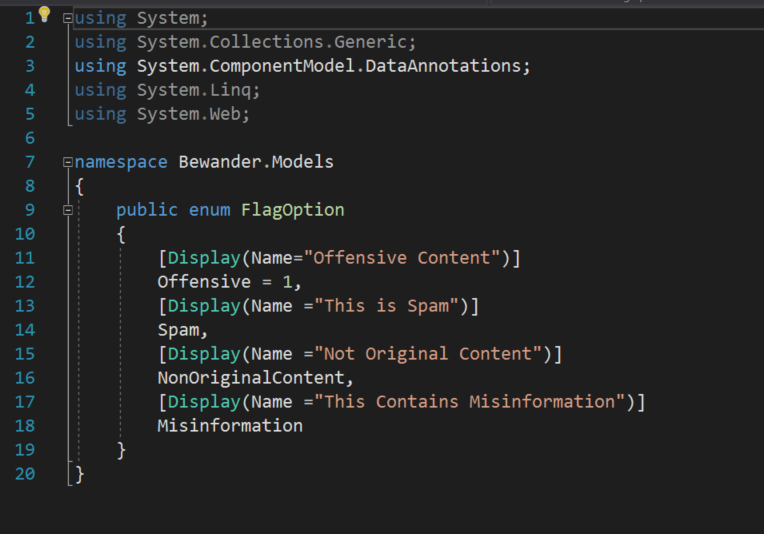 1 using System;
2 using System.Collections.Generic;
3 using System.ComponentModel.DataAnnotations;
4 using System.Linq;
5 using System.Web;
6
7 namespace Bewander.Models
8 {
9 public enum FlagOption
10 {
11 [Display(Name="Offensive Content")]
12 Offensive = 1,
13 [Display(Name ="This is Spam")]
14 Spam,
15 [Display(Name ="Not Original Content")]
16 NonOriginalContent,
17 [Display(Name ="This Contains Misinformation")]
18 Misinformation
19 }
20 }